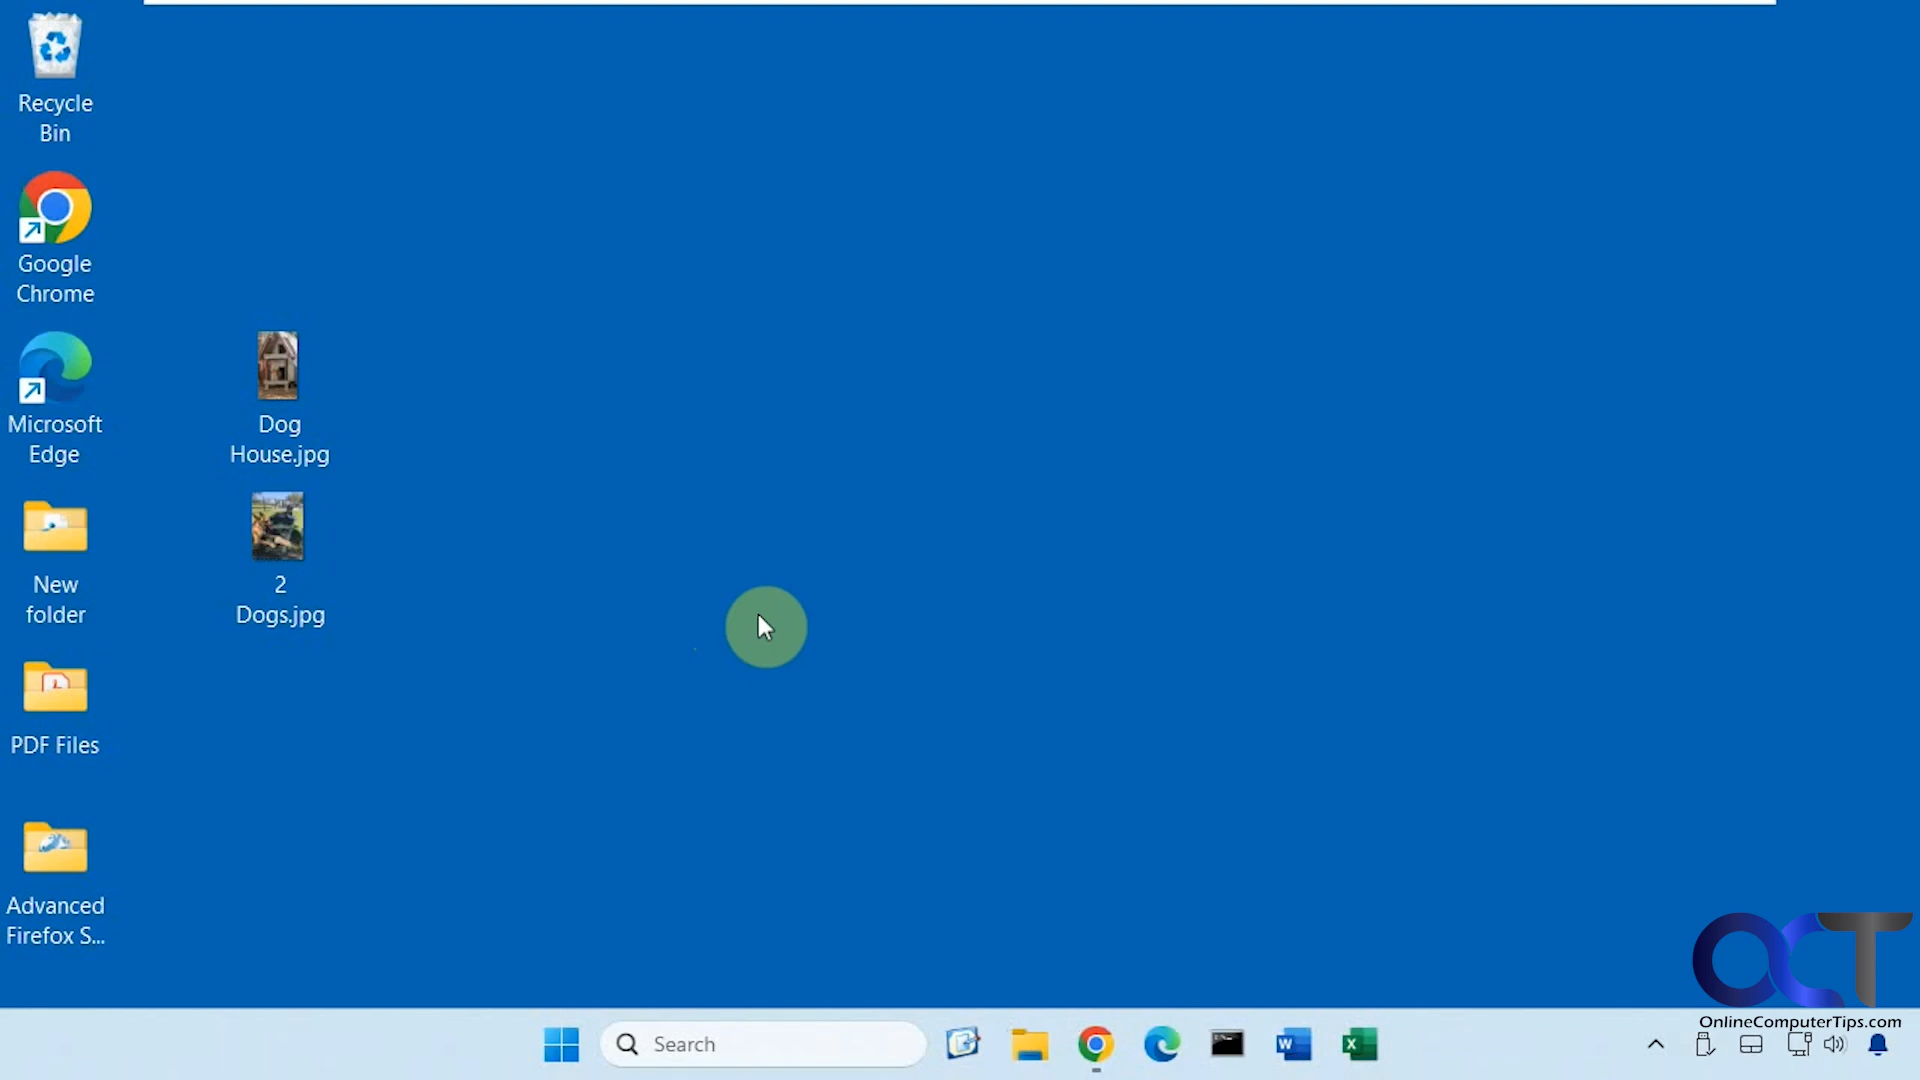 Recycle
Bin
Google
Chrome
Microsoft
Edge
New
folder
PDF Files
Advanced
Firefox S...
Dog
House.jpg
2
Dogs.jpg
Search
OCT
OnlineComputerTips.com